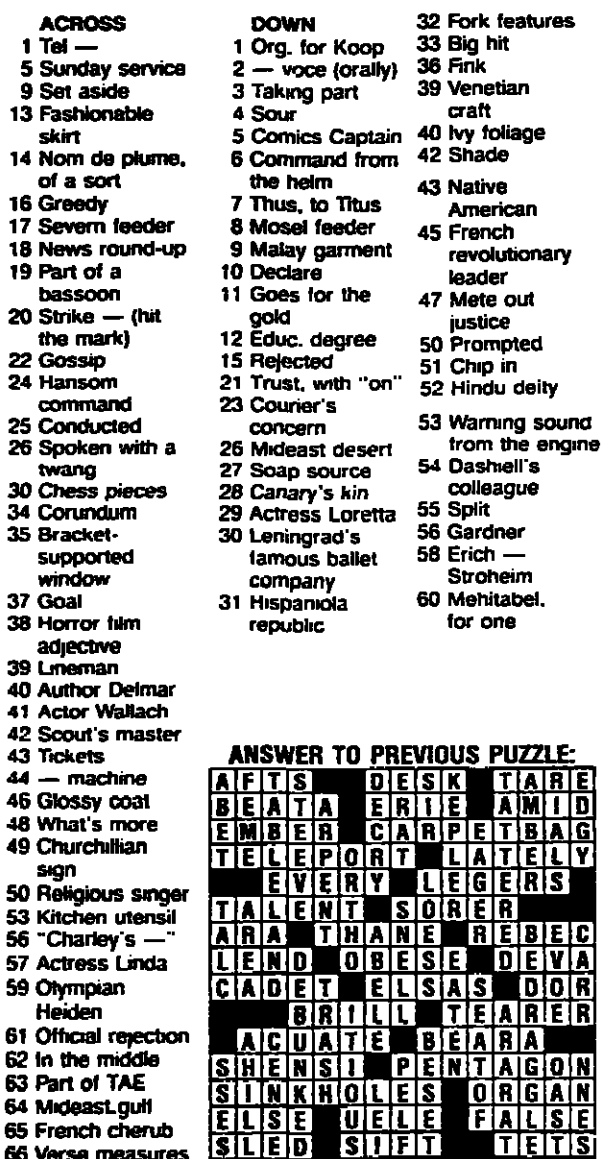 ACROSS
1 Tel —
5 Sunday service
9 Set aside
13 Fashionable
skirt
14 Nom de plume,
of a sort
16 Greedy
17 Severn feeder
18 News round-up
19 Part of a
bassoon
20 Strike — (hit
the mark)
22 Gossip
24 Hansom
command
25 Conducted
26 Spoken with a
twang
30 Chess pieces
34 Corundum
35 Bracket-
supported
window
37 Goal
38 Horror film
adjective
39 Lineman
40 Author Delmar
41 Actor Wallach
42 Scout's master
43 Tickets
44 — machine
46 Glossy coat
48 What's more
49 Churchillian
sign
50 Religious singer
53 Kitchen utensil
56 "Charley's —"
57 Actress Linda
59 Olympian
Heiden
61 Official rejection
62 In the middle
63 Part of TAE
64 Mideast gulf
65 French cherub
66 Verse measures
DOWN
1 Org. for Koop
2 — voce (orally)
3 Taking part
4 Sour
5 Comics Captain
6 Command from
the helm
7 Thus, to Titus
8 Mosel feeder
9 Malay garment
10 Declare
11 Goes for the
gold
12 Educ. degree
15 Rejected
21 Trust, with "on"
23 Courier's
concern
26 Mideast desert
27 Soap source
28 Canary's kin
29 Actress Loretta
30 Leningrad's
famous ballet
company
31 Hispaniola
republic
32 Fork features
33 Big hit
36 Fink
39 Venetian
craft
40 Ivy foliage
42 Shade
43 Native
American
45 French
revolutionary
leader
47 Mete out
justice
50 Prompted
51 Chip in
52 Hindu deity
53 Warning sound
from the engine
54 Dashiell's
colleague
55 Split
56 Gardner
58 Erich —
Stroheim
60 Mehitabel,
for one
ANSWER TO PREVIOUS PUZZLE:
AFTS DESK TARE
BEATA ERIE AMID
EMBER CARPETBAG
TELEPORT LATELY
EVERY LEGERS
TALENT SORER
ARA THANE REBEC
LEND OBESE DEVA
CADET ELSAS DOR
BRILL TEARER
ACUATE BEARA
SHENSI PENTAGON
SINKHOLES ORGAN
ELSE UELE FALSE
SLED SIFT TETS